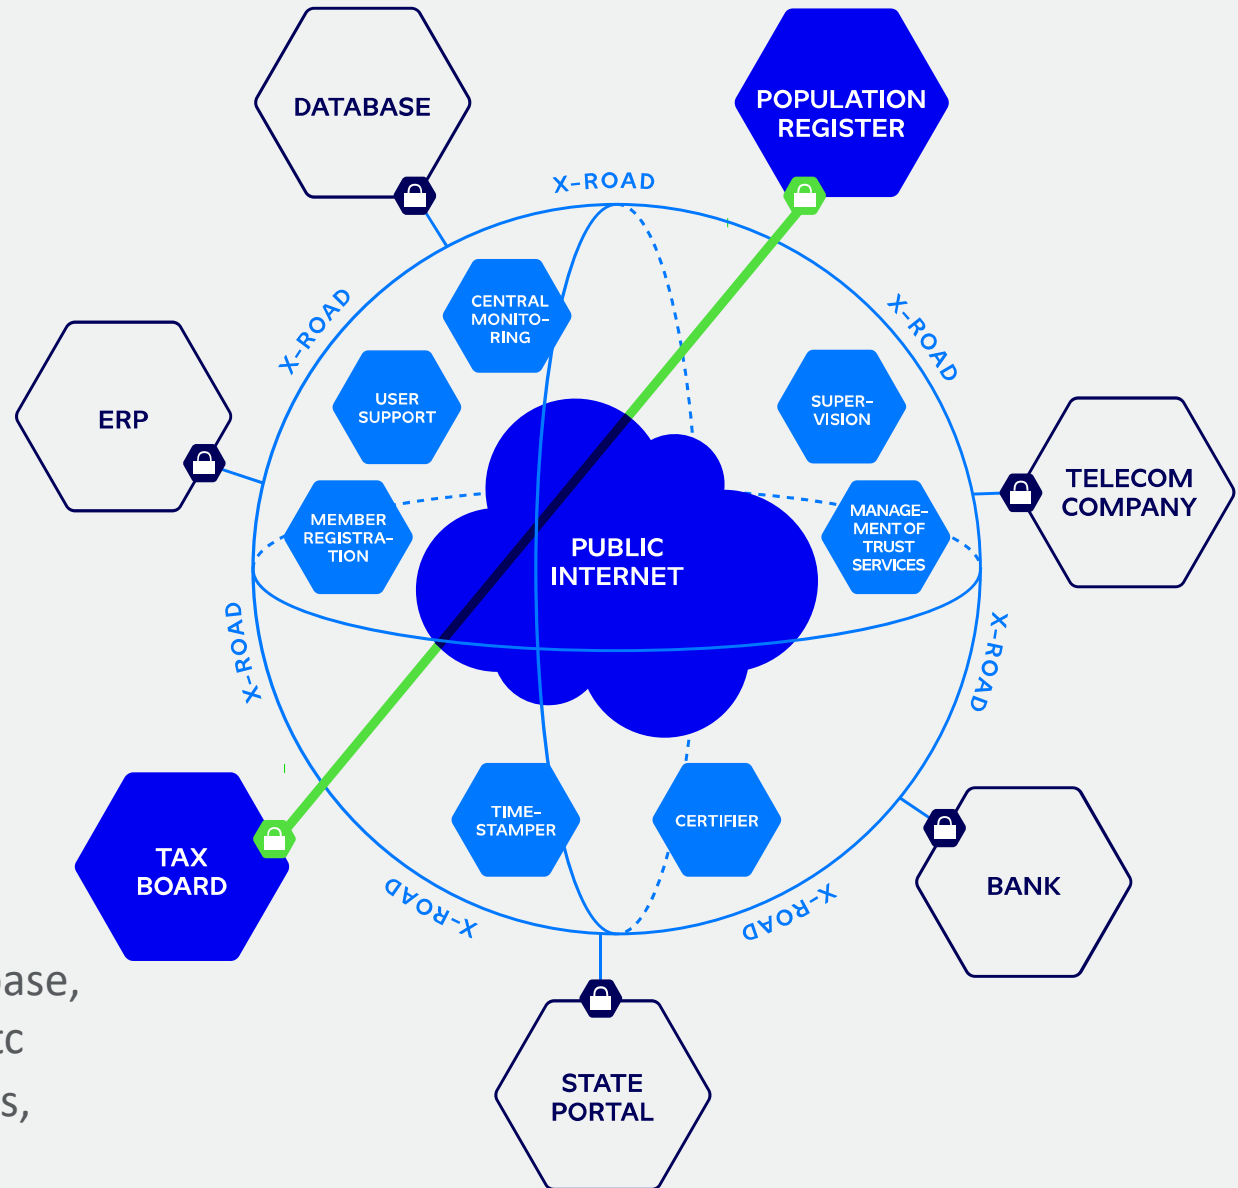 DATABASE
POPULATION
REGISTER
X-ROAD
X-ROAD
X-ROAD
CENTRAL
MONITO-
RING
USER
SUPPORT
SUPER-
VISION
ERP
TELECOM
COMPANY
MEMBER
REGISTRA-
TION
MANAGE-
MENT OF
TRUST
SERVICES
PUBLIC
INTERNET
X-ROAD
X-ROAD
TIME-
STAMPER
CERTIFIER
TAX
BOARD
BANK
X-ROAD
X-ROAD
STATE
PORTAL